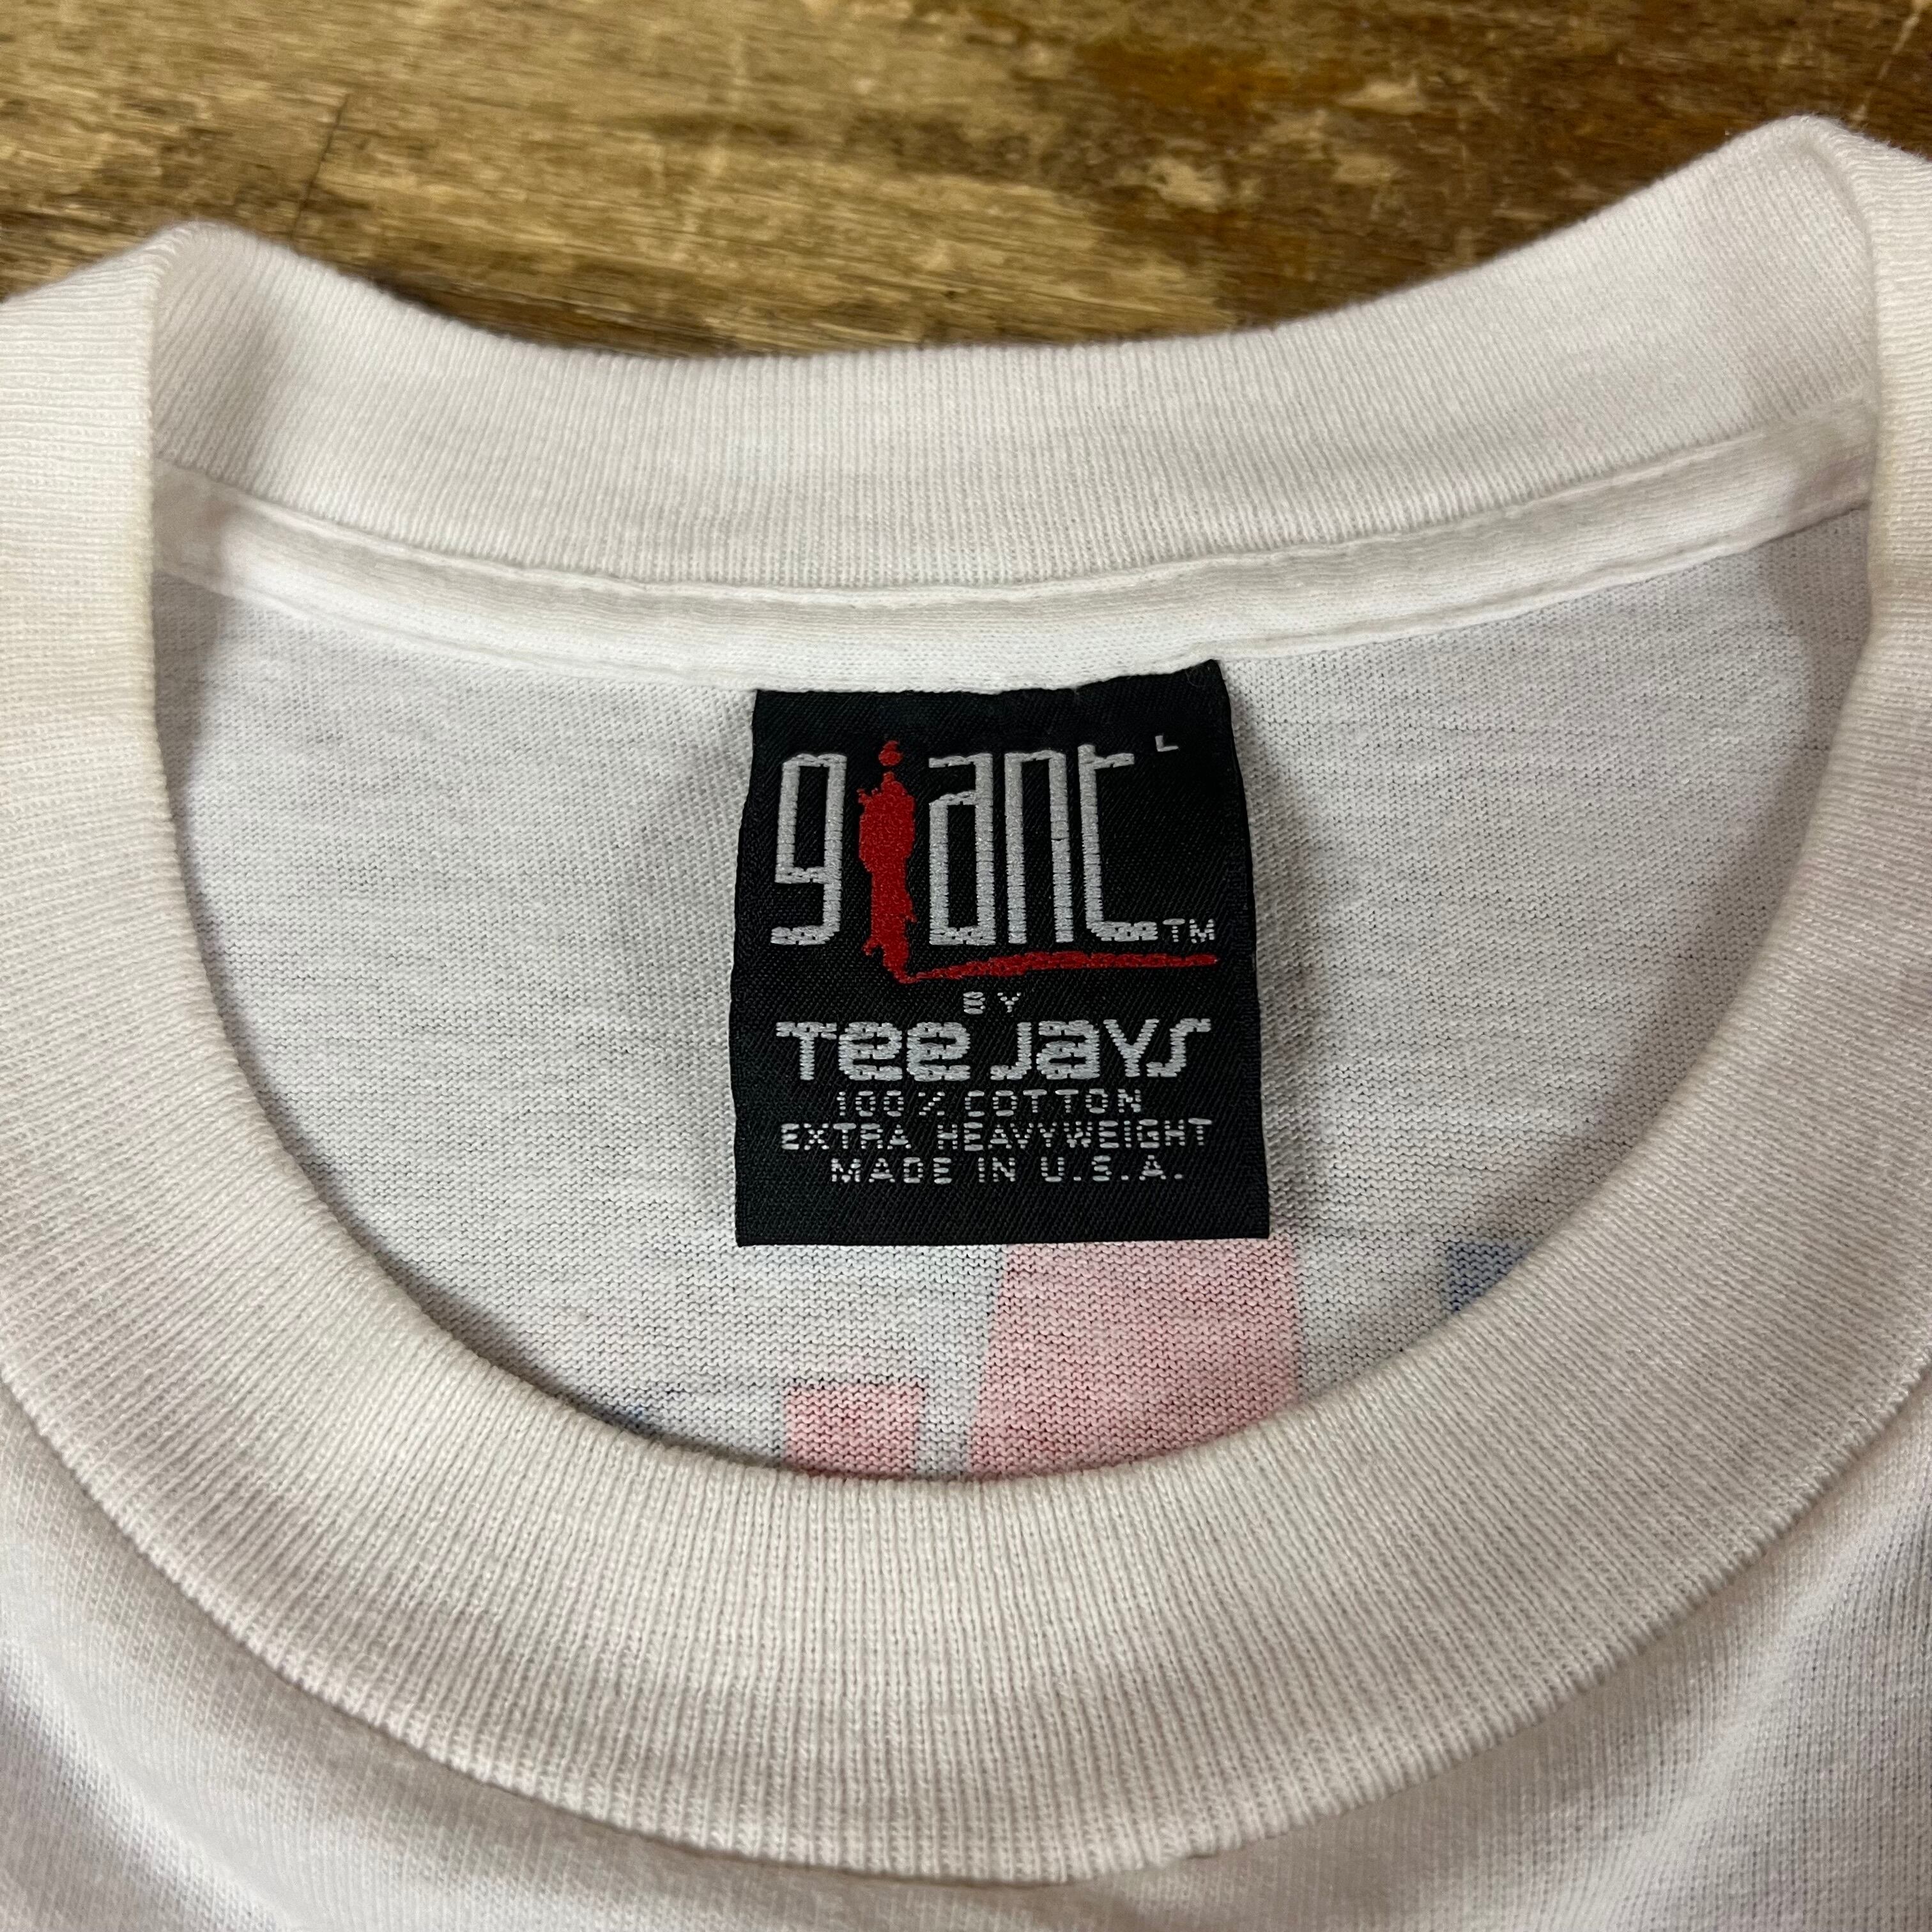 giant L
TM
BY
Tee Jays
100% COTTON
EXTRA HEAVYWEIGHT
MADE IN U.S.A.